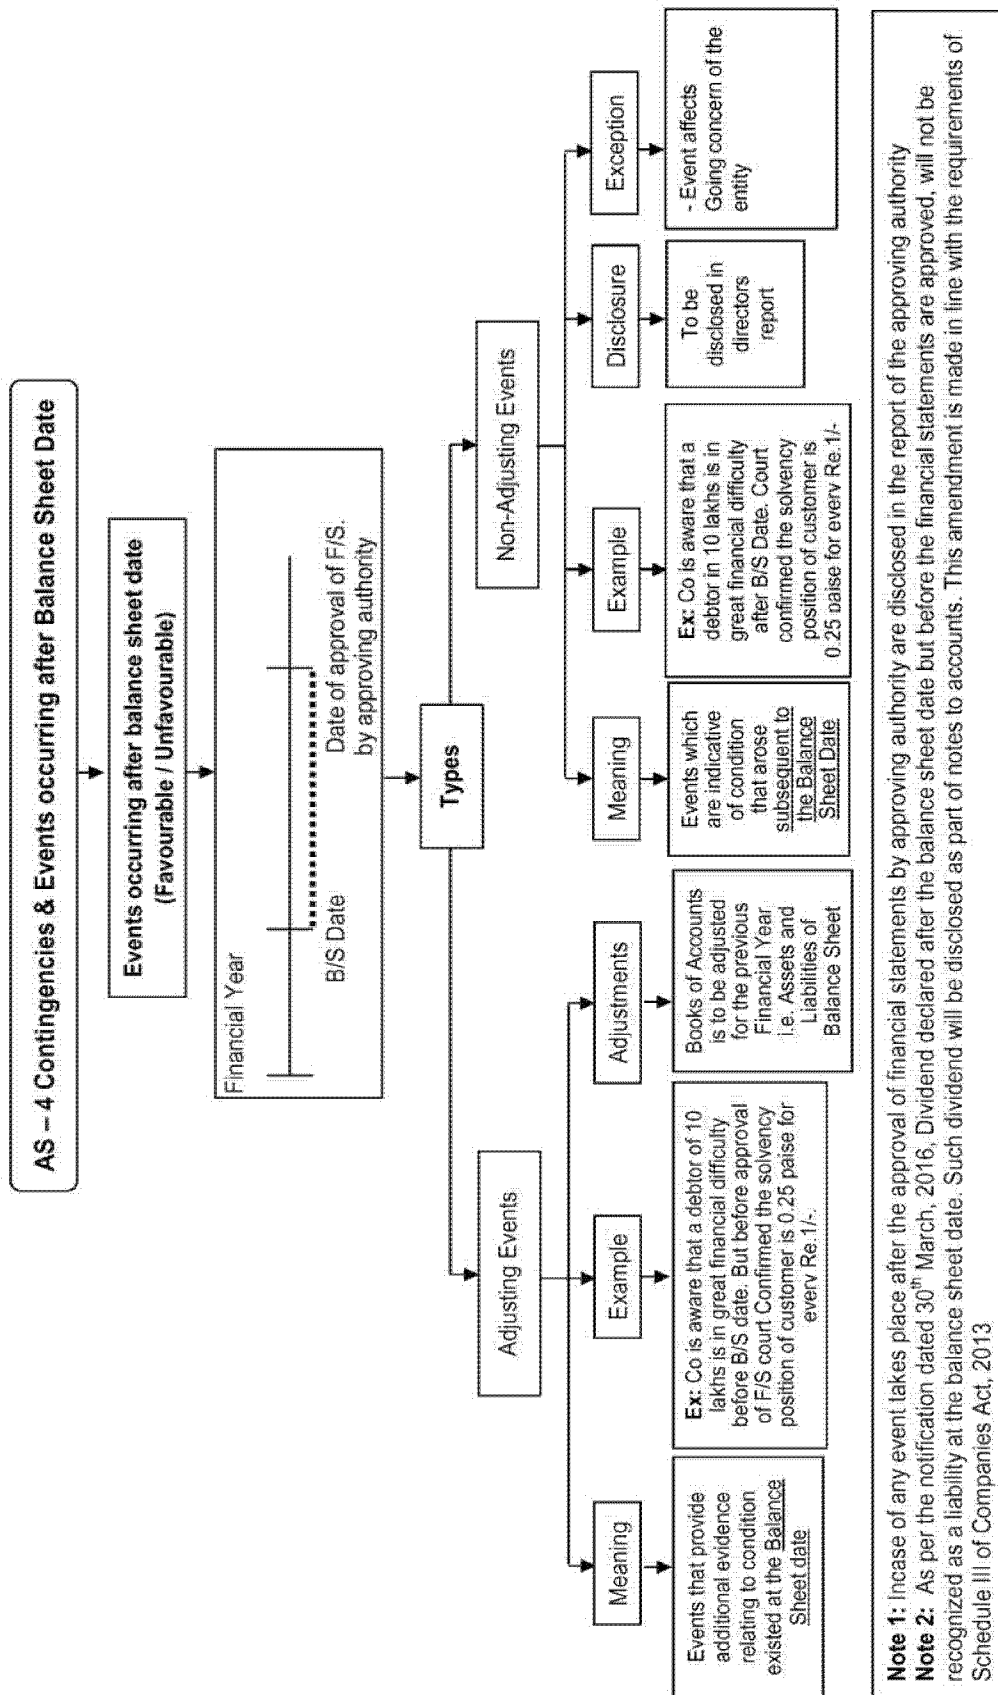 AS – 4 Contingencies & Events occurring after Balance Sheet Date
Events occurring after balance sheet date
(Favourable / Unfavourable)
Financial Year
B/S Date
Date of approval of F/S.
by approving authority
Types
Adjusting Events
Non-Adjusting Events
Meaning
Example
Adjustments
Meaning
Example
Disclosure
Exception
Events that provide
additional evidence
relating to condition
existed at the Balance
Sheet date
Ex: Co is aware that a debtor of 10
lakhs is in great financial difficulty
before B/S date. But before approval
of F/S court Confirmed the solvency
position of customer is 0.25 paise for
every Re.1/-.
Books of Accounts
is to be adjusted
for the previous
Financial Year
i.e. Assets and
Liabilities of
Balance Sheet
Events which
are indicative
of condition
that arose
subsequent to
the Balance
Sheet Date
Ex: Co is aware that a
debtor in 10 lakhs is in
great financial difficulty
after B/S Date. Court
confirmed the solvency
position of customer is
0.25 paise for every Re.1/-
To be
disclosed in
directors
report
- Event affects
Going concern of the
entity
Note 1: Incase of any event takes place after the approval of financial statements by approving authority are disclosed in the report of the approving authority
Note 2: As per the notification dated 30th March, 2016, Dividend declared after the balance sheet date but before the financial statements are approved, will not be
recognized as a liability at the balance sheet date. Such dividend will be disclosed as part of notes to accounts. This amendment is made in line with the requirements of
Schedule III of Companies Act, 2013